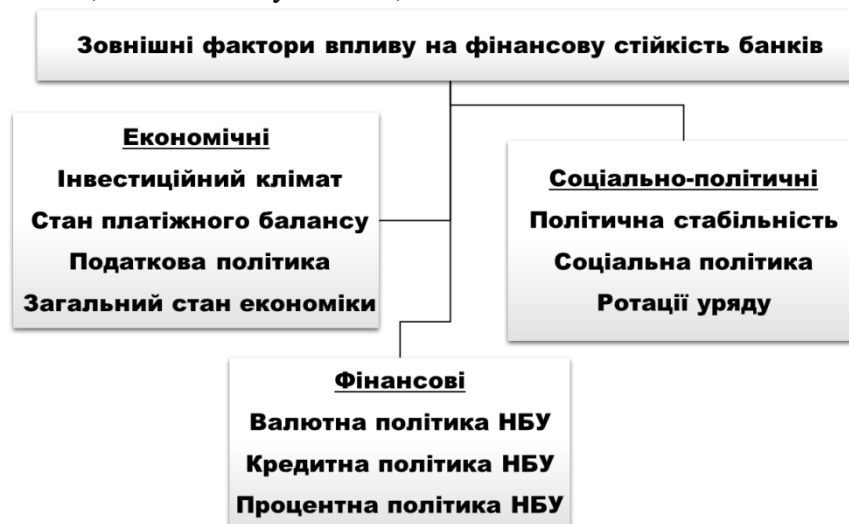 Зовнішні фактори впливу на фінансову стійкість банків
Економічні
Інвестиційний клімат
Стан платіжного балансу
Податкова політика
Загальний стан економіки
Соціально-політичні
Політична стабільність
Соціальна політика
Ротації уряду
Фінансові
Валютна політика НБУ
Кредитна політика НБУ
Процентна політика НБУ